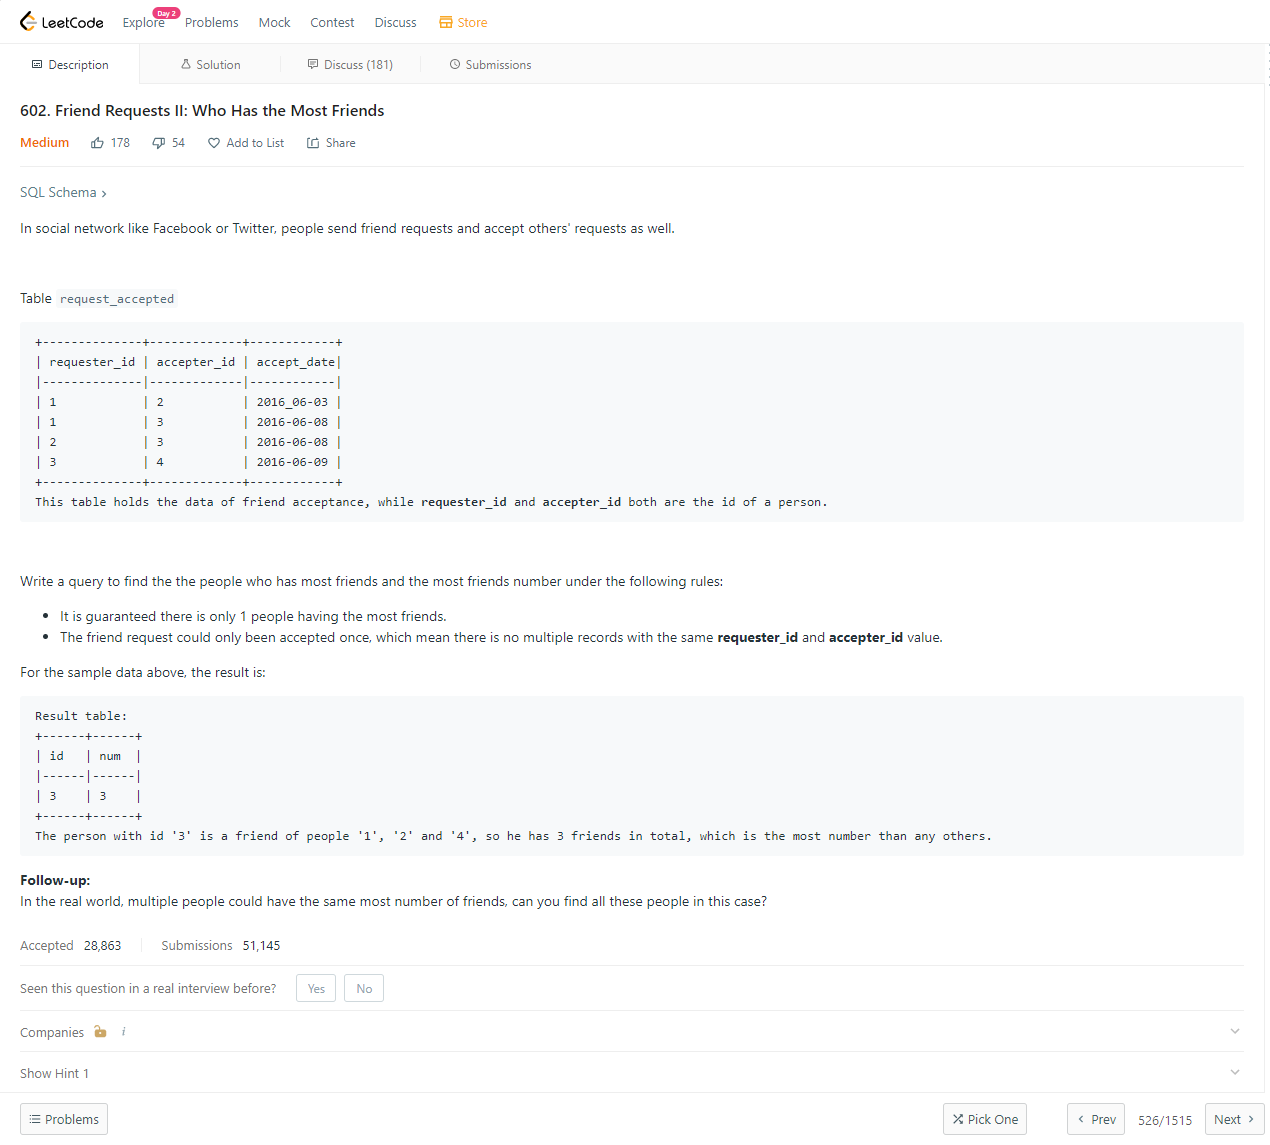 LeetCode Explore Day 2 Problems Mock Contest Discuss Store
Description Solution Discuss (181) Submissions
602. Friend Requests II: Who Has the Most Friends
Medium 178 54 Add to List Share
SQL Schema >
In social network like Facebook or Twitter, people send friend requests and accept others' requests as well.
Table request_accepted
+--------------+-------------+------------+
| requester_id | accepter_id | accept_date|
|--------------|-------------|------------|
| 1            | 2           | 2016_06-03 |
| 1            | 3           | 2016-06-08 |
| 2            | 3           | 2016-06-08 |
| 3            | 4           | 2016-06-09 |
+--------------+-------------+------------+
This table holds the data of friend acceptance, while requester_id and accepter_id both are the id of a person.
Write a query to find the the people who has most friends and the most friends number under the following rules:
• It is guaranteed there is only 1 people having the most friends.
• The friend request could only been accepted once, which mean there is no multiple records with the same requester_id and accepter_id value.
For the sample data above, the result is:
Result table:
+------+------+
| id   | num  |
|------|------|
| 3    | 3    |
+------+------+
The person with id '3' is a friend of people '1', '2' and '4', so he has 3 friends in total, which is the most number than any others.
Follow-up:
In the real world, multiple people could have the same most number of friends, can you find all these people in this case?
Accepted 28,863 Submissions 51,145
Seen this question in a real interview before? Yes No
Companies i
Show Hint 1
Problems Pick One < Prev 526/1515 Next >